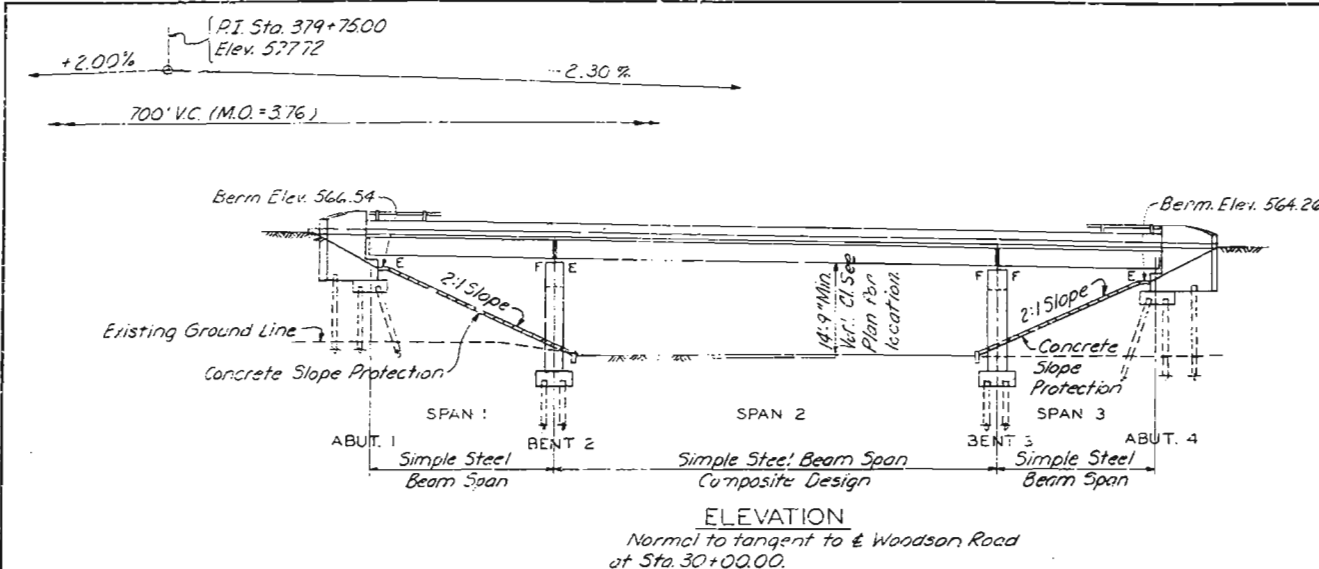 P.I. Sta. 379+75.00
Elev. 577.72
+2.00%
-2.30%
700' V.C. (M.O. = 3.76)
Berm Elev. 566.54
Berm. Elev. 564.26
E
F E
F F
E
2:1 Slope
2:1 Slope
14'-9" Min.
Vert. Cl. See
Plan for
location
Existing Ground Line
Concrete Slope Protection
Concrete
Slope
Protection
SPAN 1
SPAN 2
SPAN 3
ABUT. 1
BENT 2
BENT 3
ABUT. 4
Simple Steel
Beam Span
Simple Steel Beam Span
Composite Design
Simple Steel
Beam Span
ELEVATION
Normal to tangent to ℄ Woodson Road
at Sta. 30+00.00.